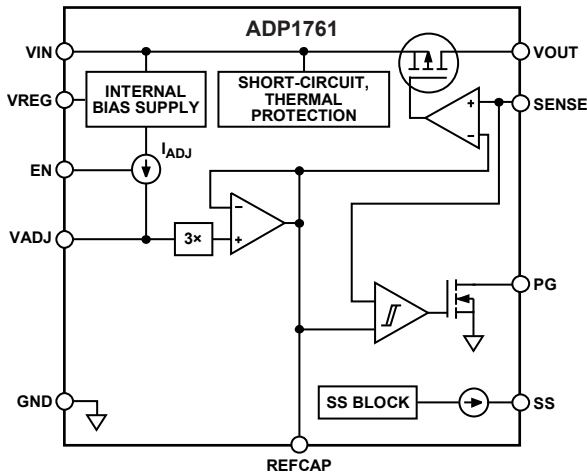 ADP1761
VIN
VOUT
VREG
INTERNAL
BIAS SUPPLY
SHORT-CIRCUIT,
THERMAL
PROTECTION
+
−
SENSE
IADJ
EN
−
+
VADJ
3×
PG
GND
SS BLOCK
SS
REFCAP